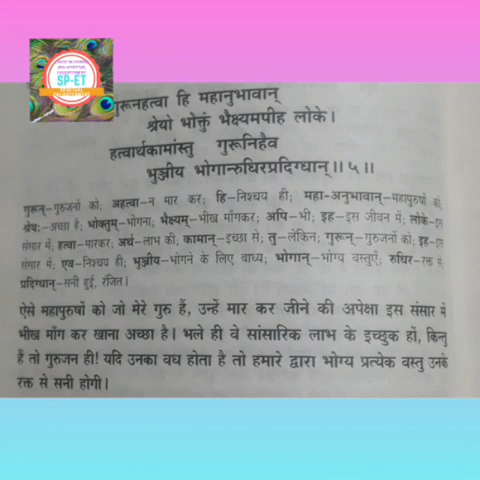 SP-ET
गुरूनहत्वा हि महानुभावान्
श्रेयो भोक्तुं भैक्ष्यमपीह लोके।
हत्वार्थकामांस्तु गुरूनिहैव
भुञ्जीय भोगान्रुधिरप्रदिग्धान्॥५॥
गुरून्–गुरुजनों को; अहत्वा–न मार कर; हि–निश्चय ही; महा-अनुभावान्–महापुरुषों को;
श्रेयः–अच्छा है; भोक्तुम्–भोगना; भैक्ष्यम्–भीख माँगकर; अपि–भी; इह–इस जीवन में; लोके–इस
संसार में; हत्वा–मारकर; अर्थ–लाभ की; कामान्–इच्छा से; तु–लेकिन; गुरून्–गुरुजनों को; इह–इस
संसार में; एव–निश्चय ही; भुञ्जीय–भोगने के लिए बाध्य; भोगान्–भोग्य वस्तुएँ; रुधिर–रक्त से;
प्रदिग्धान्–सनी हुई, रंजित।
ऐसे महापुरुषों को जो मेरे गुरु हैं, उन्हें मार कर जीने की अपेक्षा इस संसार में
भीख माँग कर खाना अच्छा है। भले ही वे सांसारिक लाभ के इच्छुक हों, किन्तु
हैं तो गुरुजन ही! यदि उनका वध होता है तो हमारे द्वारा भोग्य प्रत्येक वस्तु उनके
रक्त से सनी होगी।